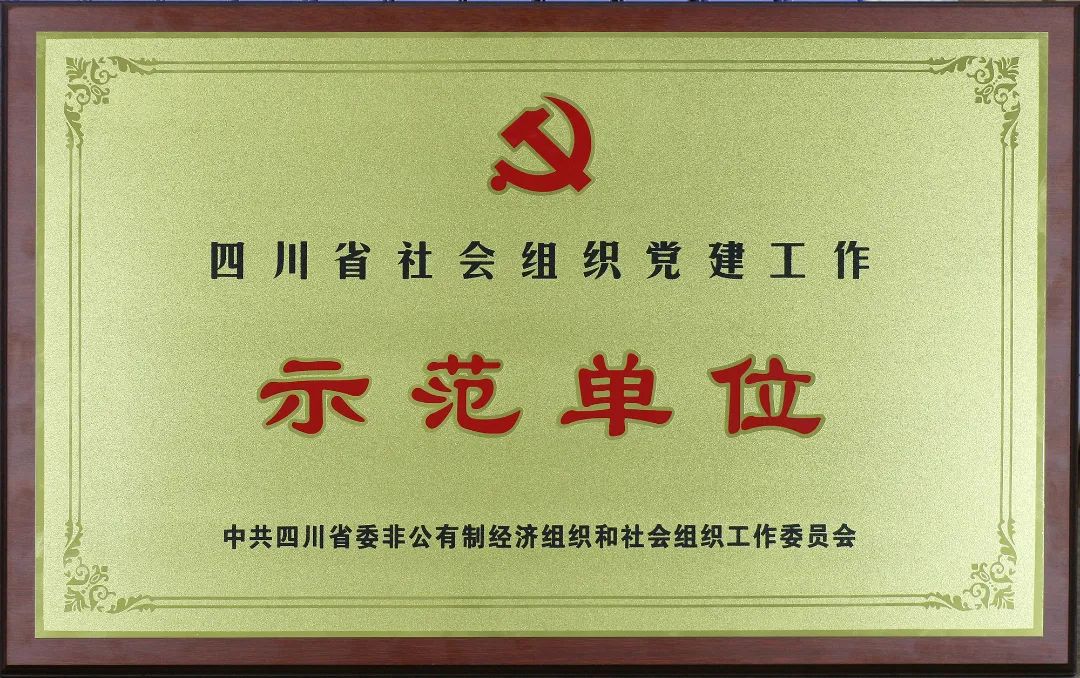 四川省社会组织党建工作
示范单位
中共四川省委非公有制经济组织和社会组织工作委员会